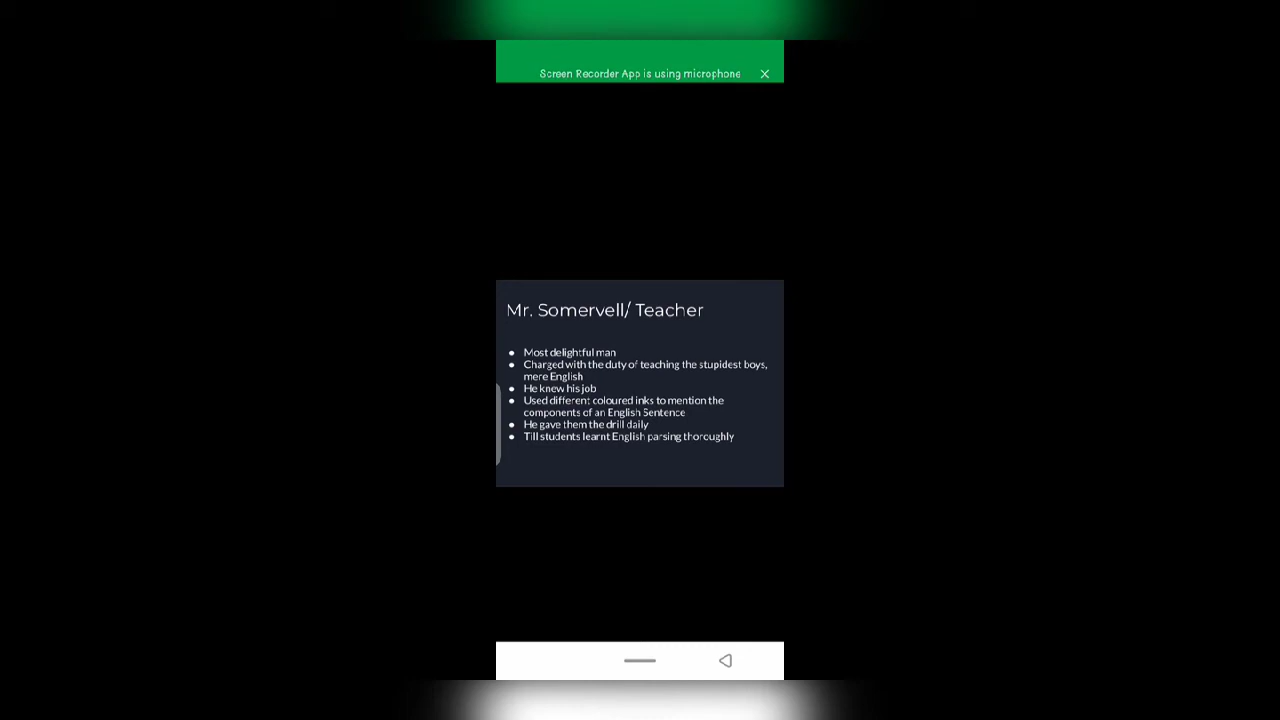 Screen Recorder App is using microphone
Mr. Somervell/ Teacher
● Most delightful man
● Charged with the duty of teaching the stupidest boys,
mere English
● He knew his job
● Used different coloured inks to mention the
components of an English Sentence
● He gave them the drill daily
● Till students learnt English parsing thoroughly